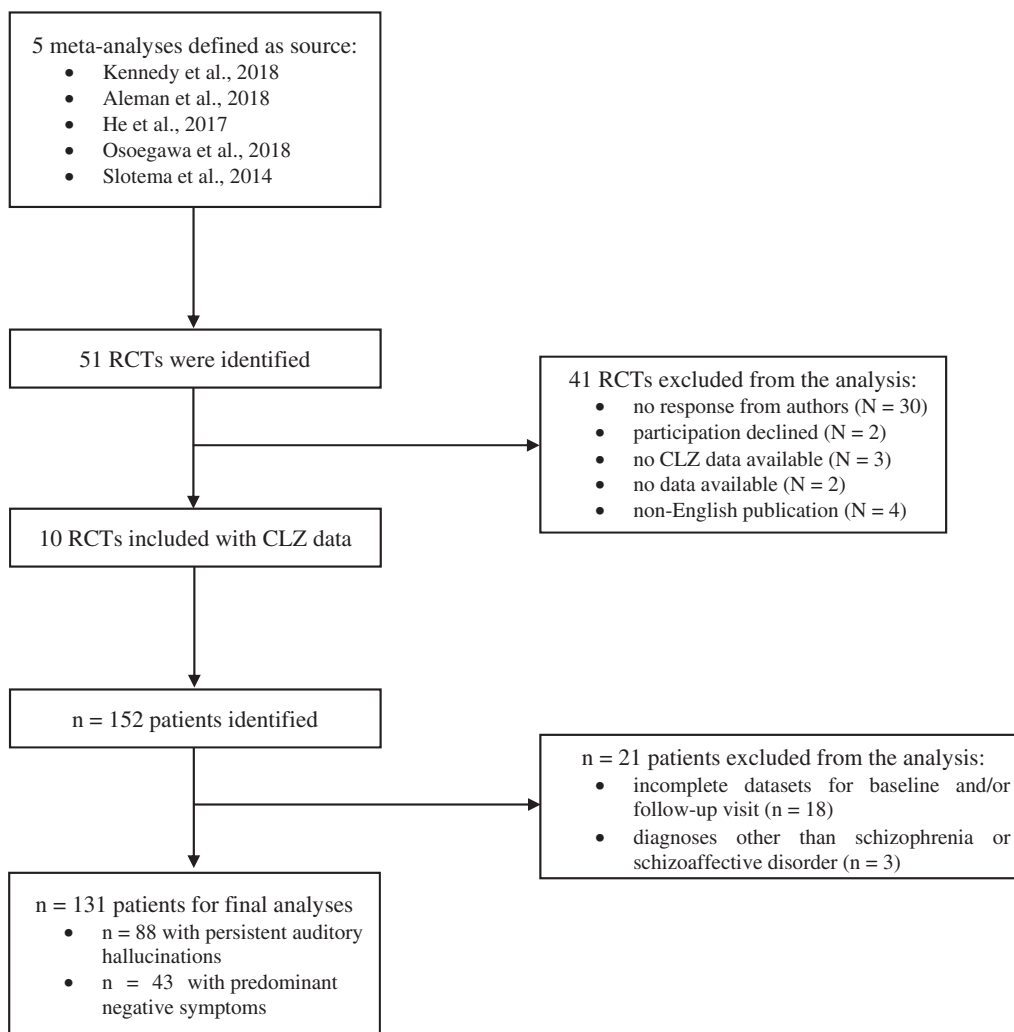 5 meta-analyses defined as source:
• Kennedy et al., 2018
• Aleman et al., 2018
• He et al., 2017
• Osoegawa et al., 2018
• Slotema et al., 2014
51 RCTs were identified
41 RCTs excluded from the analysis:
• no response from authors (N = 30)
• participation declined (N = 2)
• no CLZ data available (N = 3)
• no data available (N = 2)
• non-English publication (N = 4)
10 RCTs included with CLZ data
n = 152 patients identified
n = 21 patients excluded from the analysis:
• incomplete datasets for baseline and/or
follow-up visit (n = 18)
• diagnoses other than schizophrenia or
schizoaffective disorder (n = 3)
n = 131 patients for final analyses
• n = 88 with persistent auditory
hallucinations
• n = 43 with predominant
negative symptoms